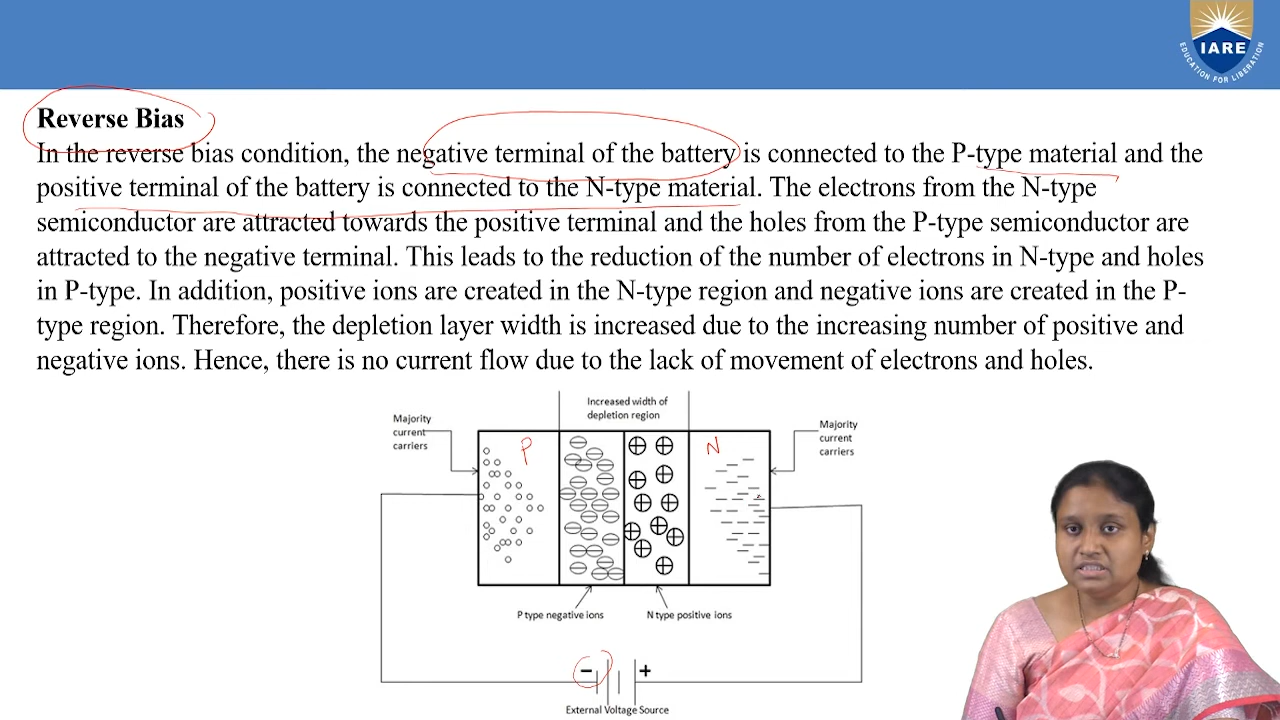 IARE
EDUCATION FOR LIBERATION
Reverse Bias
In the reverse bias condition, the negative terminal of the battery is connected to the P-type material and the
positive terminal of the battery is connected to the N-type material. The electrons from the N-type
semiconductor are attracted towards the positive terminal and the holes from the P-type semiconductor are
attracted to the negative terminal. This leads to the reduction of the number of electrons in N-type and holes
in P-type. In addition, positive ions are created in the N-type region and negative ions are created in the P-
type region. Therefore, the depletion layer width is increased due to the increasing number of positive and
negative ions. Hence, there is no current flow due to the lack of movement of electrons and holes.
Increased width of
depletion region
Majority
current
carriers
Majority
current
carriers
P
N
P type negative ions
N type positive ions
− +
External Voltage Source